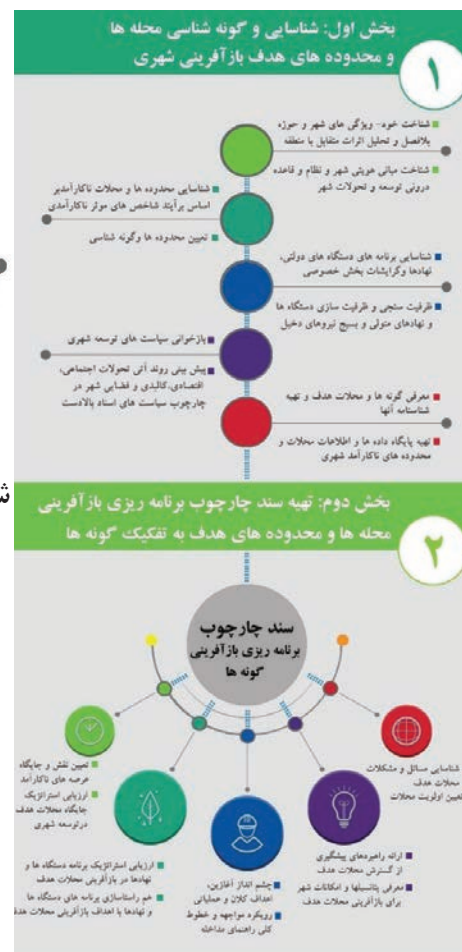 بخش اول: شناسایی و گونه شناسی محله ها
و محدوده های هدف بازآفرینی شهری
۱
شناخت خود- ویژگی های شهر و حوزه
بلافصل و تحلیل اثرات متقابل با منطقه
شناخت مبانی هویتی شهر و نظام و قاعده
درونی توسعه و تحولات شهر
شناسایی محدوده ها و محلات ناکارآمدبر
اساس برآیند شاخص های موثر ناکارآمدی
تعیین محدوده ها وگونه شناسی
شناسایی برنامه های دستگاه های دولتی،
نهادها وگرایشات بخش خصوصی
ظرفیت سنجی و ظرفیت سازی دستگاه ها
و نهادهای متولی و بسیج نیروهای دخیل
بازخوانی سیاست های توسعه شهری
پیش بینی روند آتی تحولات اجتماعی،
اقتصادی،کالبدی و فضایی شهر در
چارچوب سیاست های اسناد بالادست
معرفی گونه ها و محلات هدف و تهیه
شناسنامه آنها
تهیه پایگاه داده ها و اطلاعات محلات و
محدوده های ناکارآمد شهری
بخش دوم: تهیه سند چارچوب برنامه ریزی بازآفرینی
محله ها و محدوده های هدف به تفکیک گونه ها
۲
سند چارچوب
برنامه ریزی بازآفرینی
گونه ها
شناسایی مسائل و مشکلات
محلات هدف
تعیین اولویت محلات
ارائه راهبردهای پیشگیری
از گسترش محلات هدف
معرفی پتانسیلها و امکانات شهر
برای بازآفرینی محلات هدف
چشم انداز آغازین،
اهداف کلان و عملیاتی
رویکرد مواجهه و خطوط
کلی راهنمای مداخله
ارزیابی استراتژیک برنامه دستگاه ها و
نهادها در بازآفرینی محلات هدف
هم راستاسازی برنامه های دستگاه ها
و نهادها با اهداف بازآفرینی محلات هدف
تعیین نقش و جایگاه
عرصه های ناکارآمد
ارزیابی استراتژیک
جایگاه محلات هدف
درتوسعه شهری